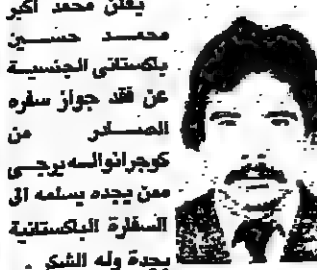 يعلن محمد اكبر
محمد حسين
باكستاني الجنسية
عن فقد جواز سفره
الصادر من
كوجرانواله يرجى
ممن يجده يسلمه الى
السفارة الباكستانية
بجدة وله الشكر .